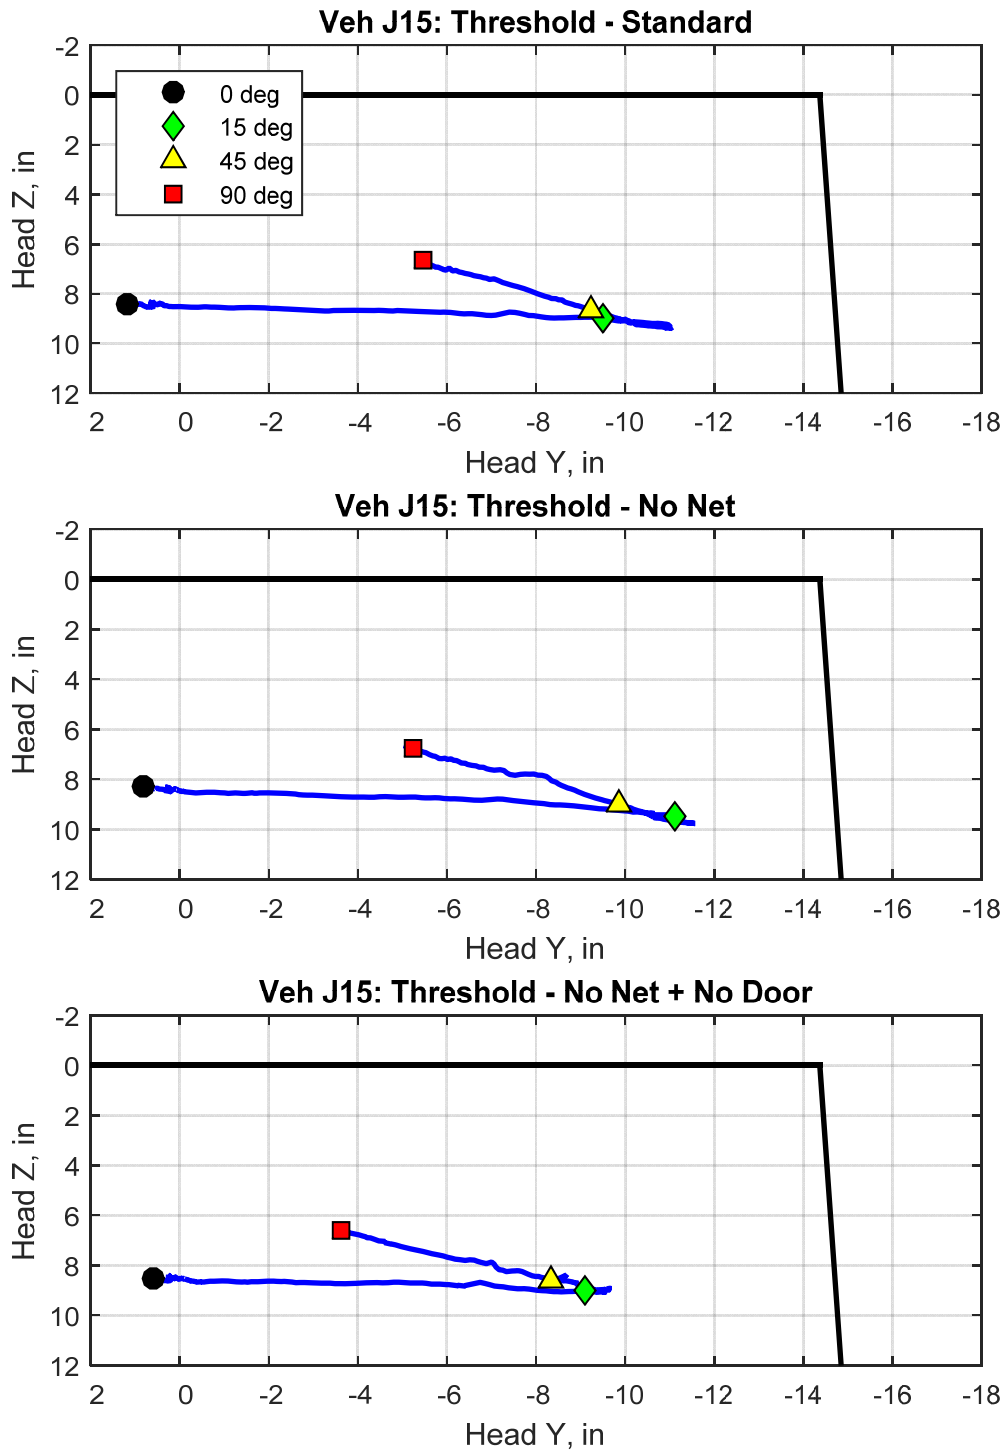 Veh J15: Threshold - Standard
-2
0
2
4
6
8
10
12
Head Z, in
0 deg
15 deg
45 deg
90 deg
2 0 -2 -4 -6 -8 -10 -12 -14 -16 -18
Head Y, in
Veh J15: Threshold - No Net
-2
0
2
4
6
8
10
12
Head Z, in
2 0 -2 -4 -6 -8 -10 -12 -14 -16 -18
Head Y, in
Veh J15: Threshold - No Net + No Door
-2
0
2
4
6
8
10
12
Head Z, in
2 0 -2 -4 -6 -8 -10 -12 -14 -16 -18
Head Y, in